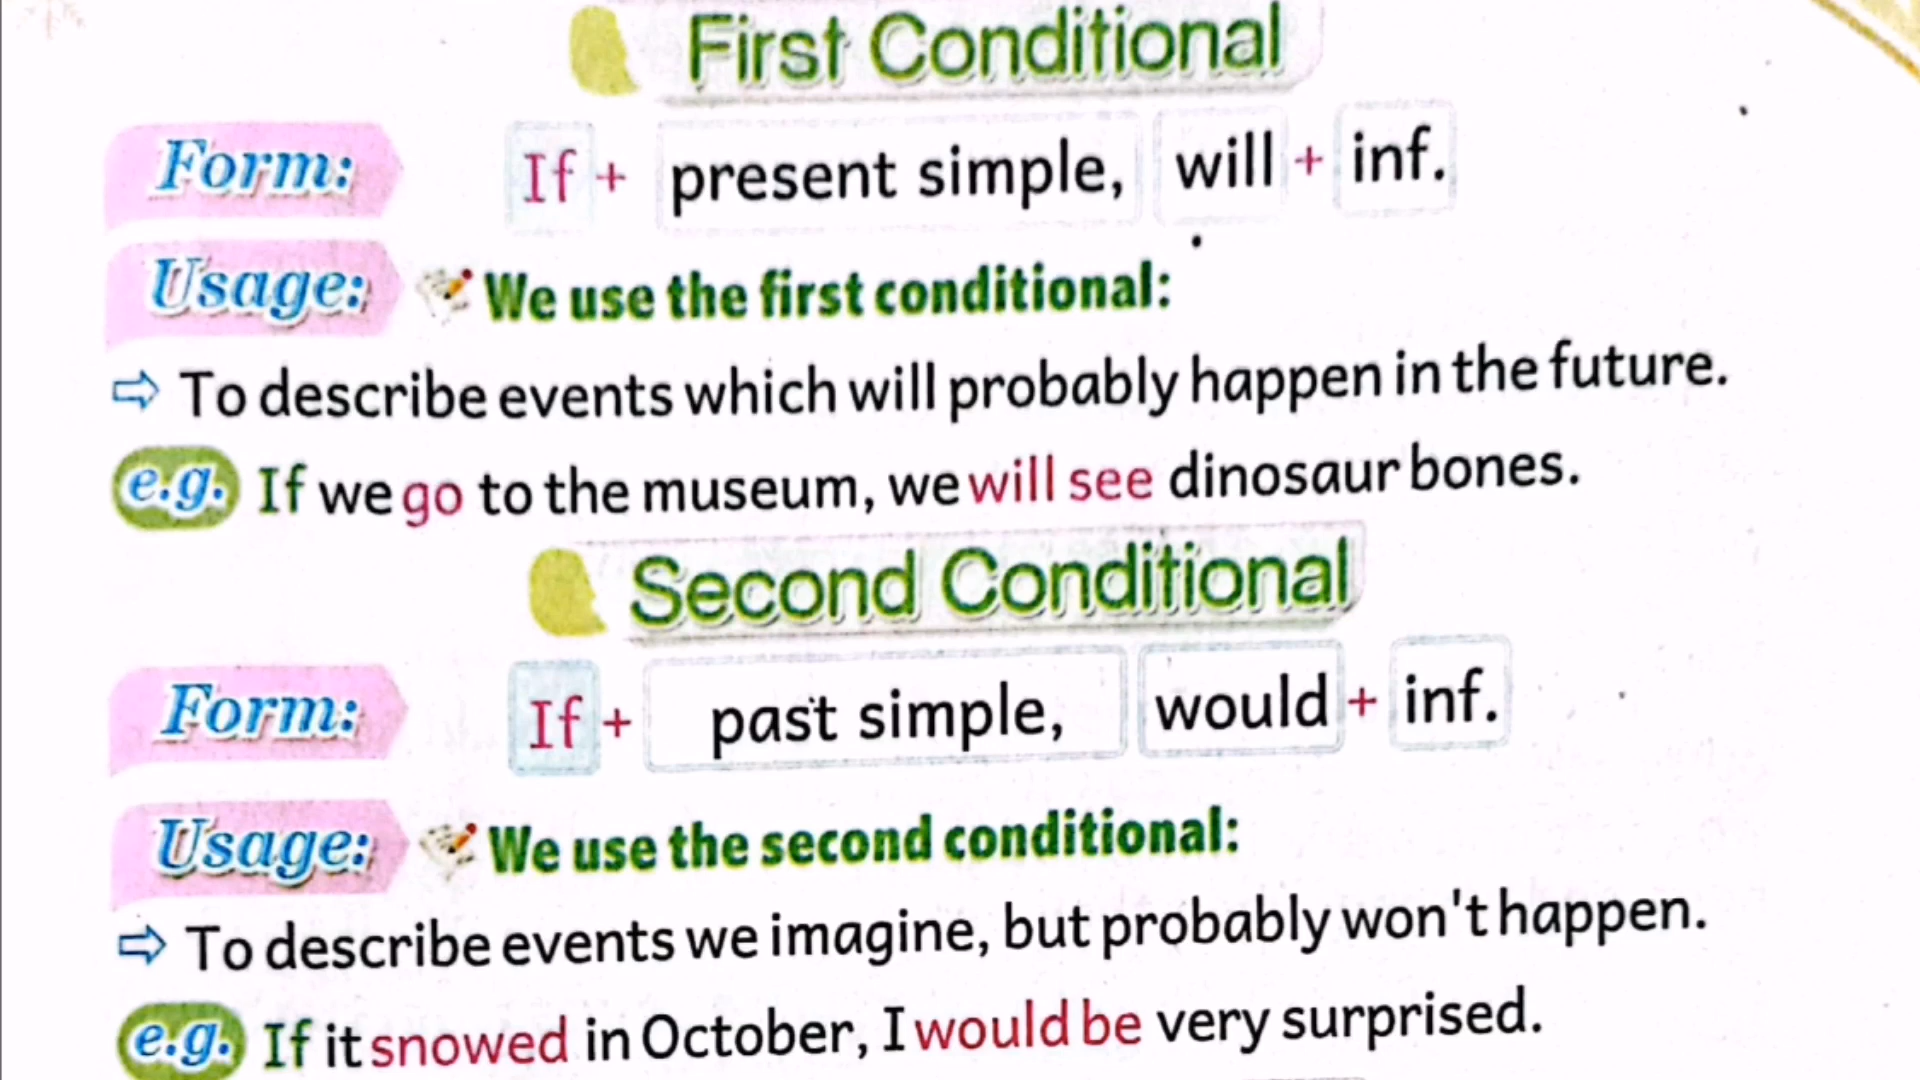 First Conditional
Form: If + present simple, will + inf.
Usage: We use the first conditional:
⇨ To describe events which will probably happen in the future.
e.g. If we go to the museum, we will see dinosaur bones.
Second Conditional
Form: If + past simple, would + inf.
Usage: We use the second conditional:
⇨ To describe events we imagine, but probably won't happen.
e.g. If it snowed in October, I would be very surprised.